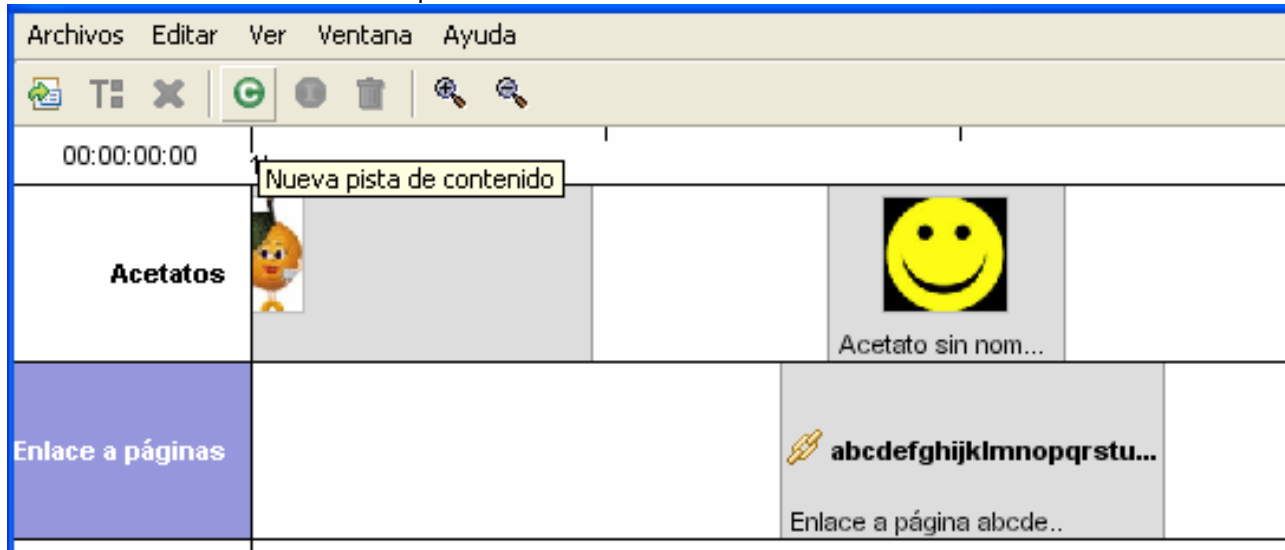 Archivos Editar Ver Ventana Ayuda
00:00:00:00
Nueva pista de contenido
Acetatos
Acetato sin nom...
Enlace a páginas
abcdefghijklmnopqrstu...
Enlace a página abcde..